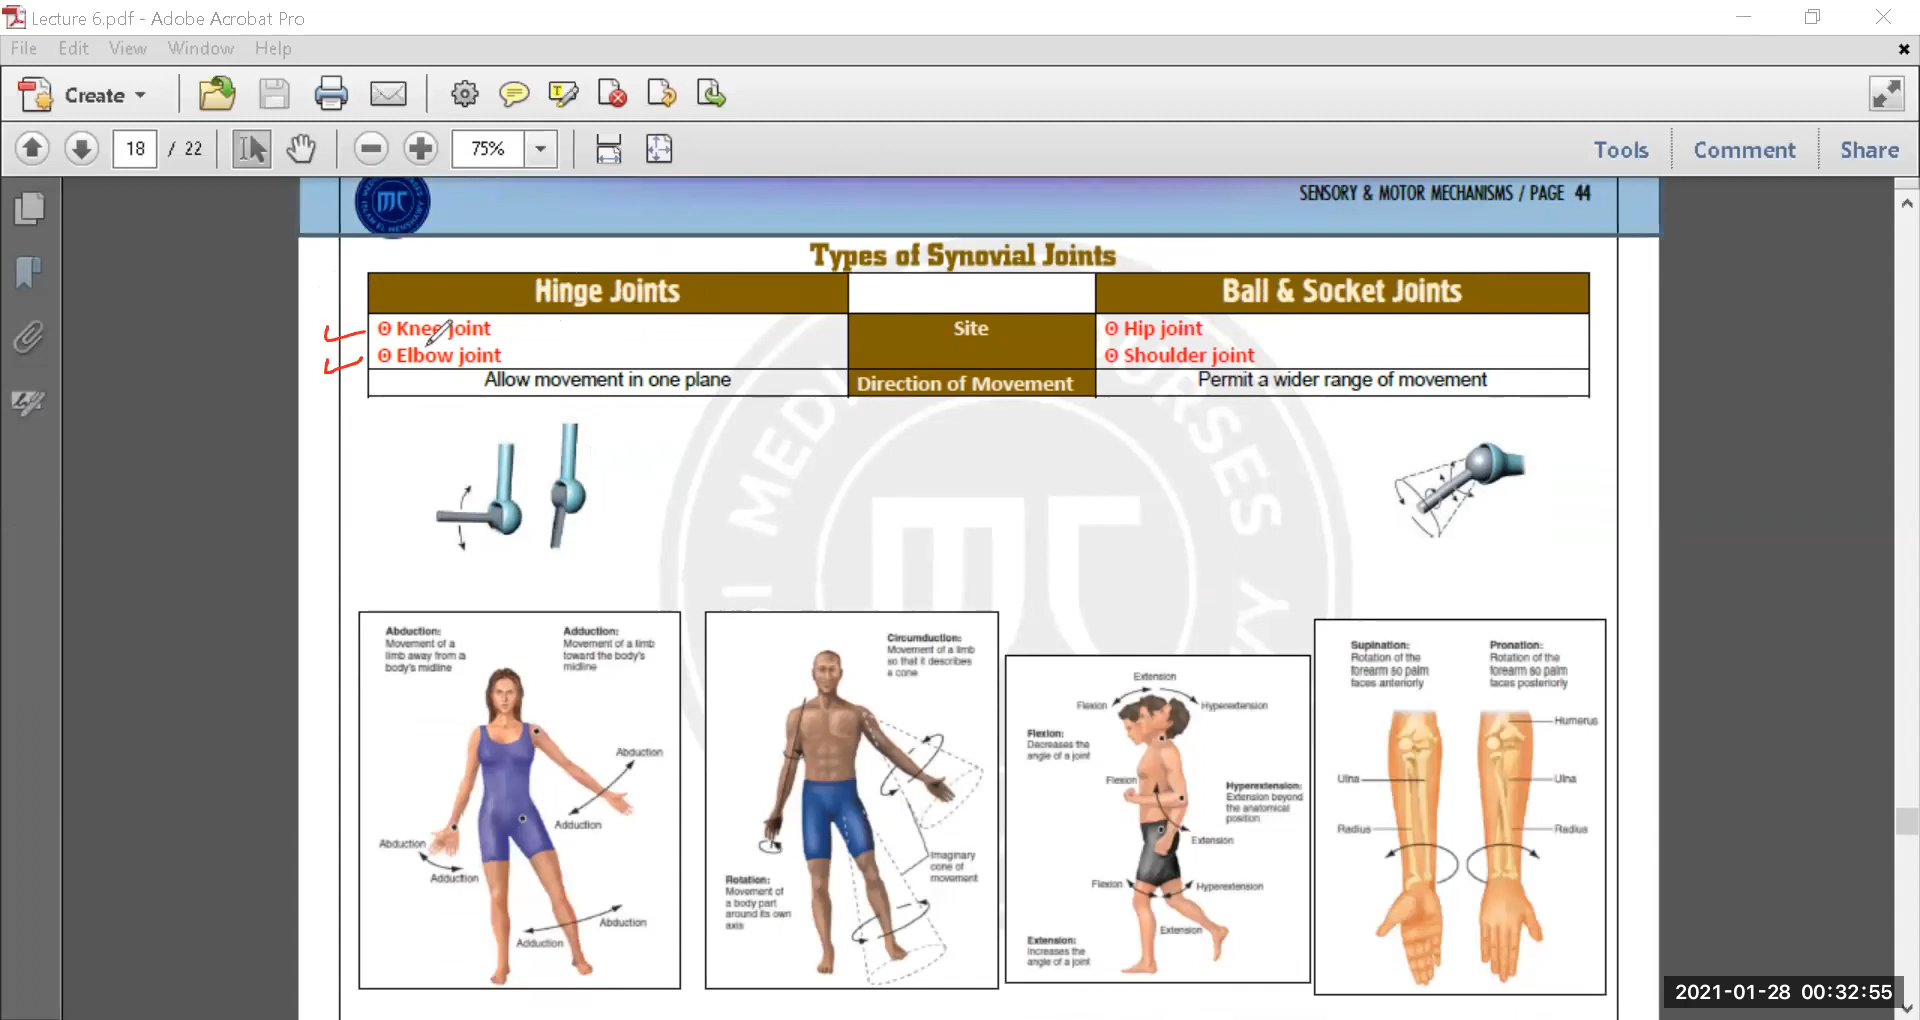 Lecture 6.pdf - Adobe Acrobat Pro
File Edit View Window Help
Create
18 / 22
75%
Tools Comment Share
MC
SENSORY & MOTOR MECHANISMS / PAGE 44
Types of Synovial Joints
Hinge Joints
Ball & Socket Joints
ʘ Knee joint
ʘ Elbow joint
Site
ʘ Hip joint
ʘ Shoulder joint
Allow movement in one plane
Direction of Movement
Permit a wider range of movement
MC
Abduction:
Movement of a
limb away from a
body's midline
Adduction:
Movement of a limb
toward the body's
midline
Abduction
Adduction
Abduction
Adduction
Abduction
Adduction
Circumduction:
Movement of a limb
so that it describes
a cone
Imaginary
cone of
movement
Rotation:
Movement of
a body part
around its own
axis
Extension
Flexion
Hyperextension
Flexion:
Decreases the
angle of a joint
Flexion
Hyperextension:
Extension beyond
the anatomical
position
Extension
Flexion
Hyperextension
Extension
Extension:
Increases the
angle of a joint
Supination:
Rotation of the
forearm so palm
faces anteriorly
Pronation:
Rotation of the
forearm so palm
faces posteriorly
Humerus
Ulna
Ulna
Radius
Radius
2021-01-28 00:32:55